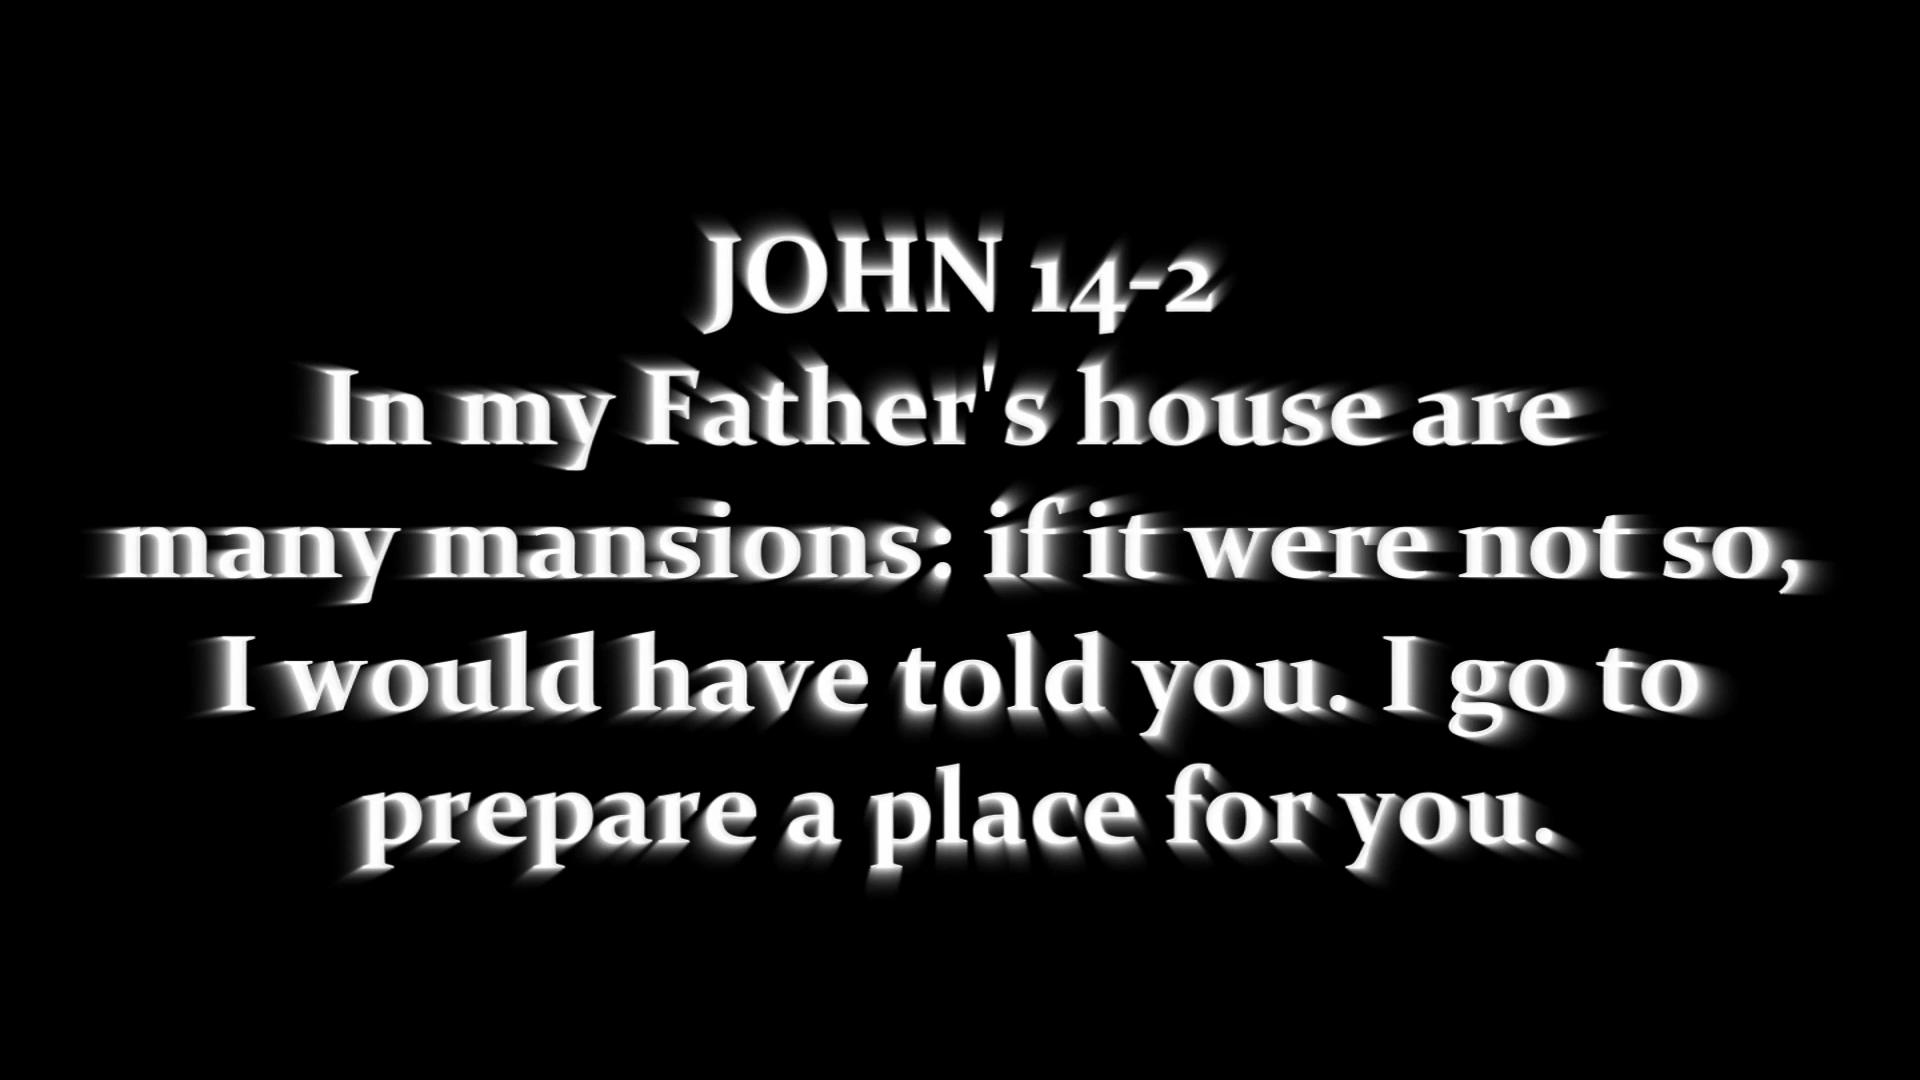 JOHN 14-2
In my Father's house are
many mansions: if it were not so,
I would have told you. I go to
prepare a place for you.